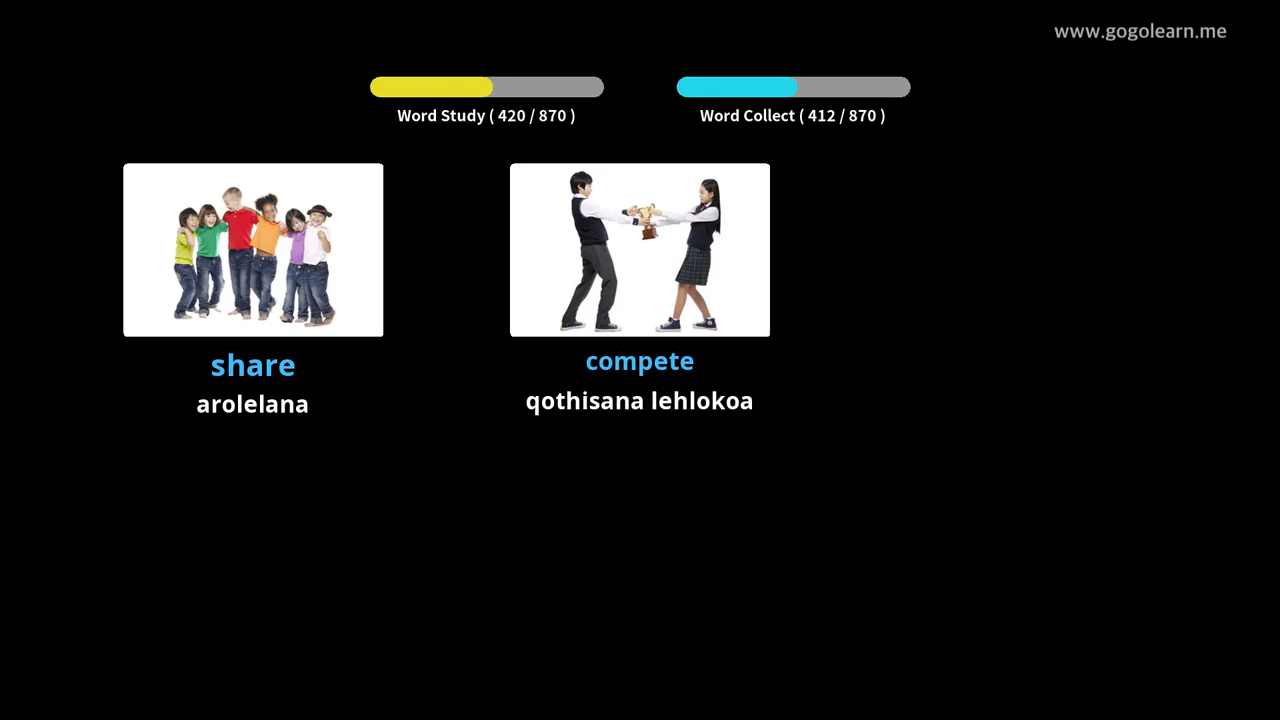 www.gogolearn.me
Word Study ( 420 / 870 )
Word Collect ( 412 / 870 )
share
arolelana
compete
qothisana lehlokoa